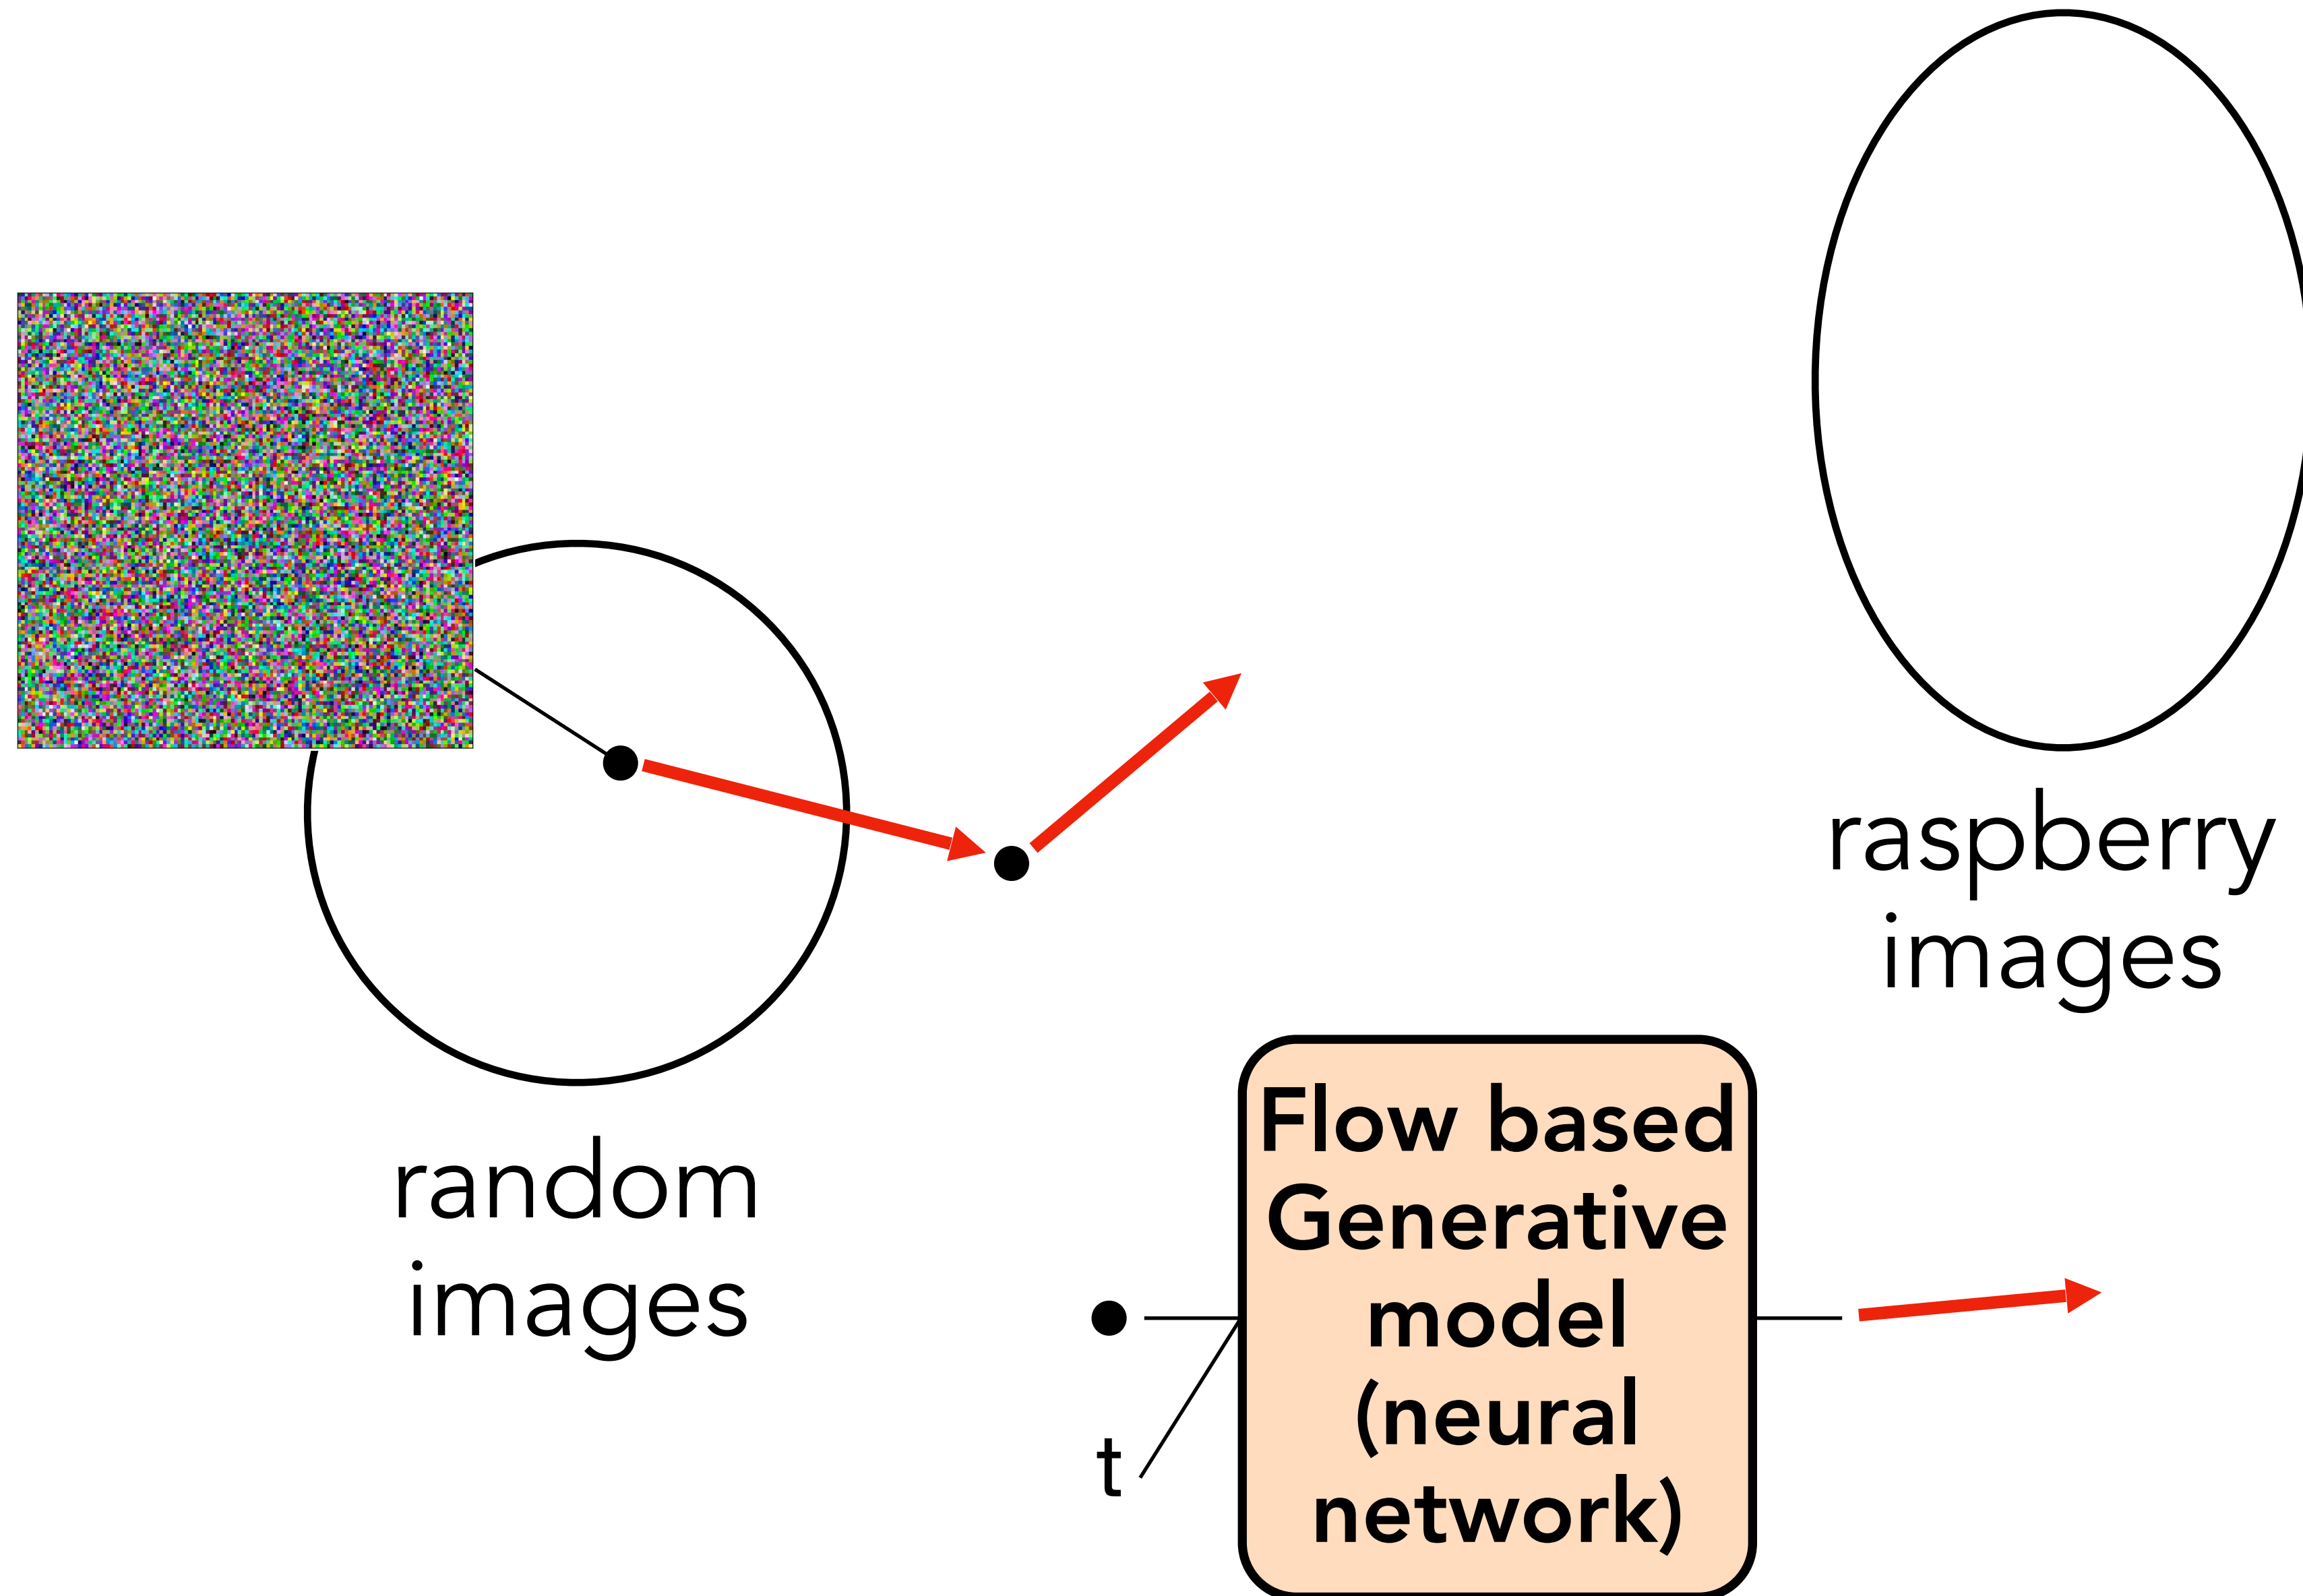 raspberry
images
random
images
Flow based
Generative
model
(neural
network)
t